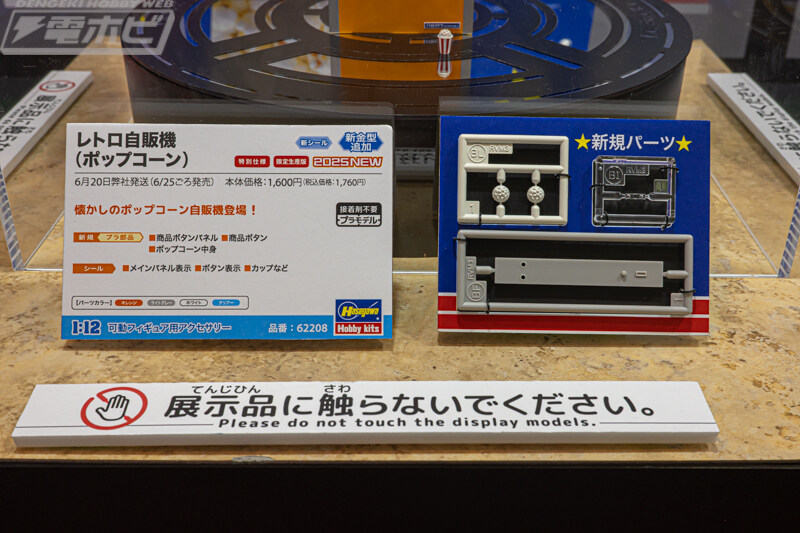 DENGEKI HOBBY WEB
電ホビ
レトロ自販機
(ポップコーン)
新シール
新金型
追加
特別仕様
限定生産版
2025NEW
6月20日弊社発送(6/25ごろ発売) 本体価格:1,600円(税込価格:1,760円)
懐かしのポップコーン自販機登場!
接着剤不要
プラモデル
新規 プラ部品 ■商品ボタンパネル ■商品ボタン
■ポップコーン中身
シール ■メインパネル表示 ■ボタン表示 ■カップなど
【パーツカラー】 オレンジ ライトグレー ホワイト クリアー
1:12 可動フィギュア用アクセサリー 品番:62208
Hasegawa
Hobby kits
★新規パーツ★
てんじひん さわ
展示品に触らないでください。
Please do not touch the display models.